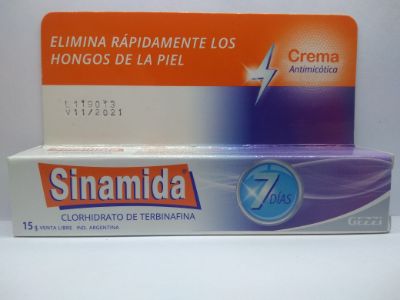 ELIMINA RÁPIDAMENTE LOS
HONGOS DE LA PIEL
Crema
Antimicótica
L119013
V11/2021
Sinamida®
CLORHIDRATO DE TERBINAFINA
15g VENTA LIBRE IND. ARGENTINA
7
DÍAS
GEZZI